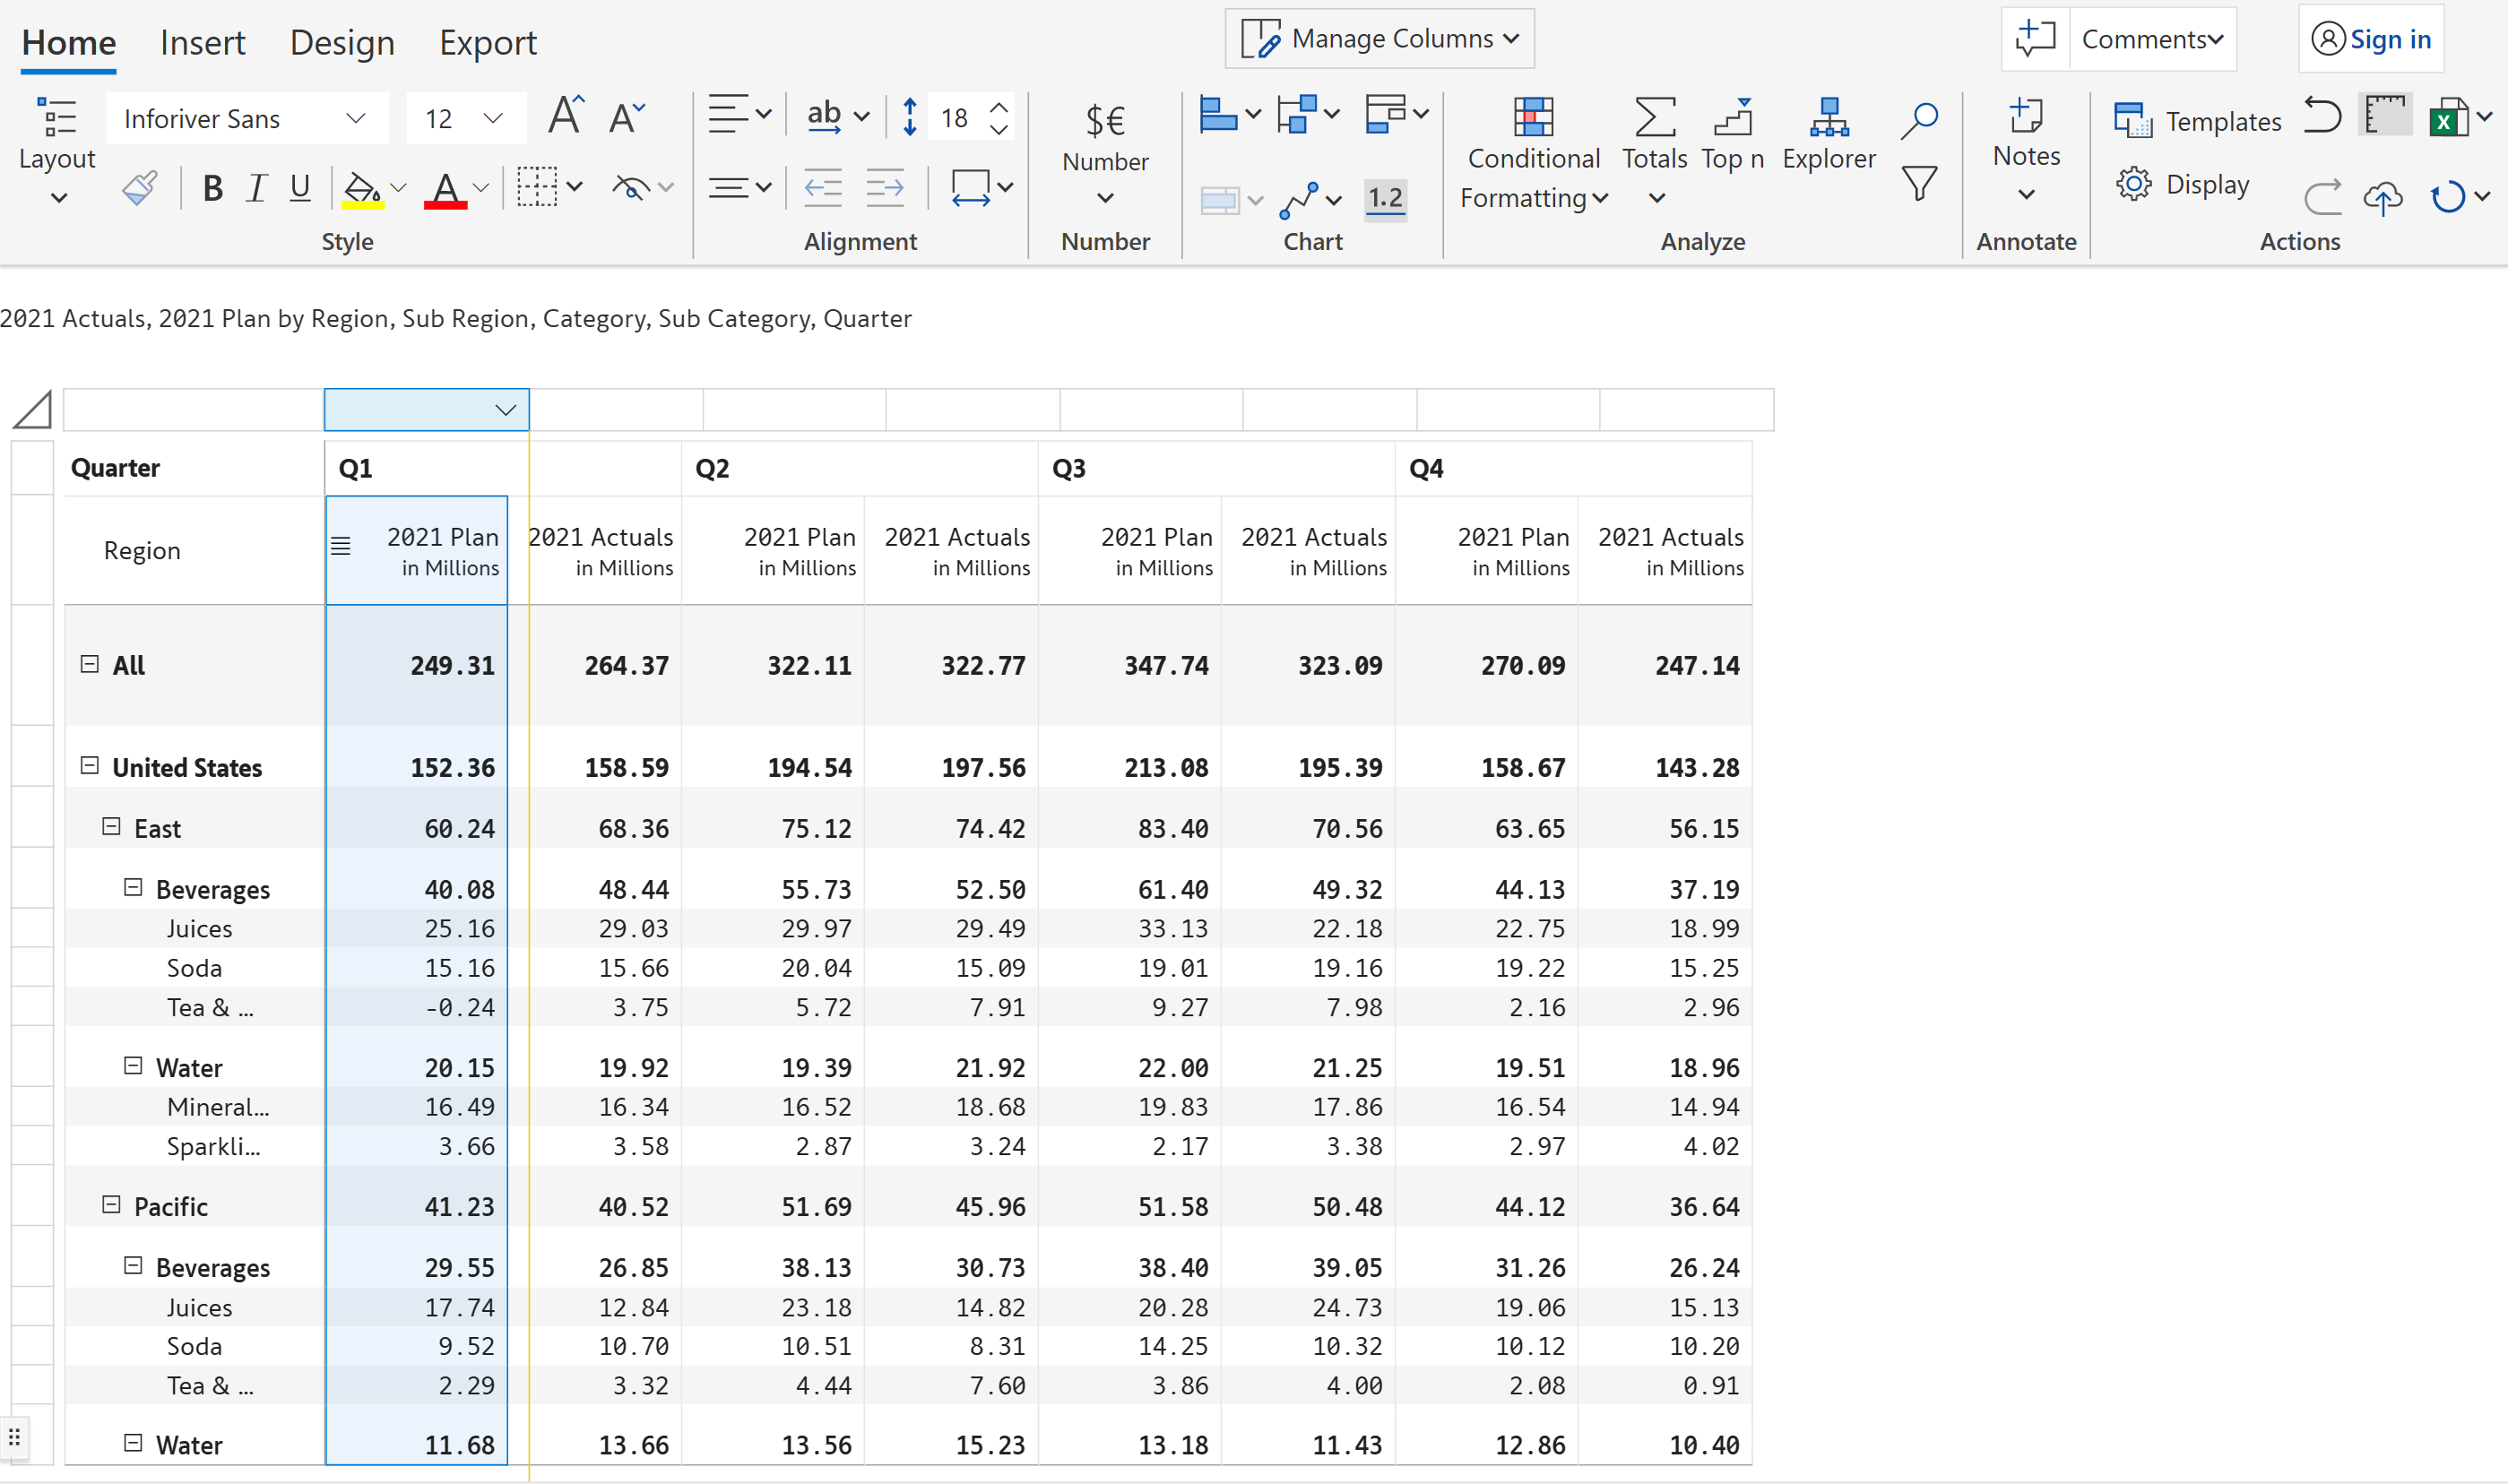 Home Insert Design Export Manage Columns Comments Sign in
Layout Inforiver Sans 12 A A ab 18 $€ Number 1.2 Conditional Formatting Totals Top n Explorer Notes Templates Display X
B I U A
Style Alignment Number Chart Analyze Annotate Actions
2021 Actuals, 2021 Plan by Region, Sub Region, Category, Sub Category, Quarter
Quarter Q1 Q2 Q3 Q4
Region 2021 Plan 2021 Actuals 2021 Plan 2021 Actuals 2021 Plan 2021 Actuals 2021 Plan 2021 Actuals
in Millions in Millions in Millions in Millions in Millions in Millions in Millions in Millions
All 249.31 264.37 322.11 322.77 347.74 323.09 270.09 247.14
United States 152.36 158.59 194.54 197.56 213.08 195.39 158.67 143.28
East 60.24 68.36 75.12 74.42 83.40 70.56 63.65 56.15
Beverages 40.08 48.44 55.73 52.50 61.40 49.32 44.13 37.19
Juices 25.16 29.03 29.97 29.49 33.13 22.18 22.75 18.99
Soda 15.16 15.66 20.04 15.09 19.01 19.16 19.22 15.25
Tea & ... -0.24 3.75 5.72 7.91 9.27 7.98 2.16 2.96
Water 20.15 19.92 19.39 21.92 22.00 21.25 19.51 18.96
Mineral... 16.49 16.34 16.52 18.68 19.83 17.86 16.54 14.94
Sparkli... 3.66 3.58 2.87 3.24 2.17 3.38 2.97 4.02
Pacific 41.23 40.52 51.69 45.96 51.58 50.48 44.12 36.64
Beverages 29.55 26.85 38.13 30.73 38.40 39.05 31.26 26.24
Juices 17.74 12.84 23.18 14.82 20.28 24.73 19.06 15.13
Soda 9.52 10.70 10.51 8.31 14.25 10.32 10.12 10.20
Tea & ... 2.29 3.32 4.44 7.60 3.86 4.00 2.08 0.91
Water 11.68 13.66 13.56 15.23 13.18 11.43 12.86 10.40